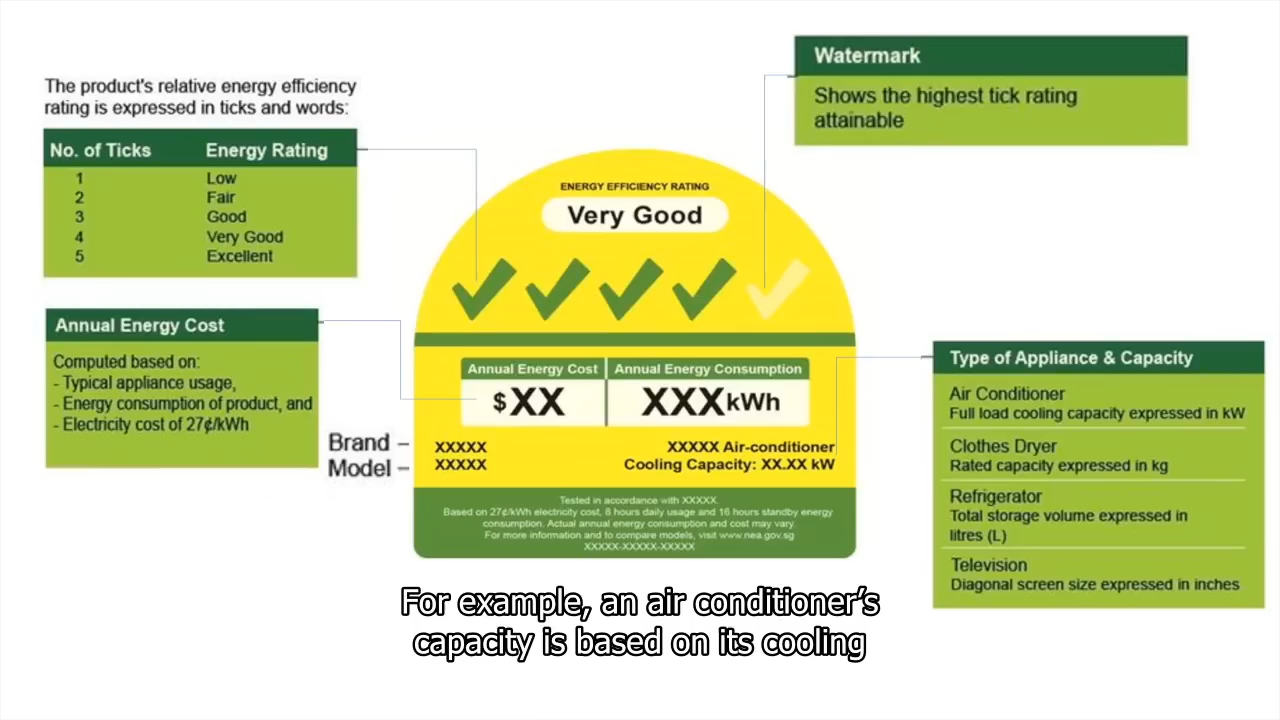 The product's relative energy efficiency
rating is expressed in ticks and words:
No. of Ticks Energy Rating
1 Low
2 Fair
3 Good
4 Very Good
5 Excellent
Annual Energy Cost
Computed based on:
- Typical appliance usage,
- Energy consumption of product, and
- Electricity cost of 27¢/kWh
Watermark
Shows the highest tick rating
attainable
ENERGY EFFICIENCY RATING
Very Good
Annual Energy Cost Annual Energy Consumption
$XX XXXkWh
Brand – XXXXX XXXXX Air-conditioner
Model – XXXXX Cooling Capacity: XX.XX kW
Tested in accordance with XXXXX.
Based on 27¢/kWh electricity cost, 8 hours daily usage and 16 hours standby energy
consumption. Actual annual energy consumption and cost may vary.
For more information and to compare models, visit www.nea.gov.sg
XXXXX-XXXXX-XXXXX
Type of Appliance & Capacity
Air Conditioner
Full load cooling capacity expressed in kW
Clothes Dryer
Rated capacity expressed in kg
Refrigerator
Total storage volume expressed in
litres (L)
Television
Diagonal screen size expressed in inches
For example, an air conditioner's
capacity is based on its cooling